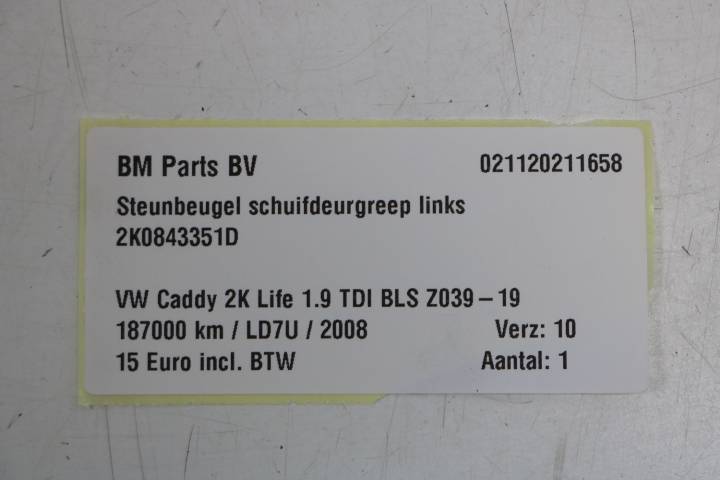 BM Parts BV 021120211658
Steunbeugel schuifdeurgreep links
2K0843351D
VW Caddy 2K Life 1.9 TDI BLS Z039 – 19
187000 km / LD7U / 2008 Verz: 10
15 Euro incl. BTW Aantal: 1